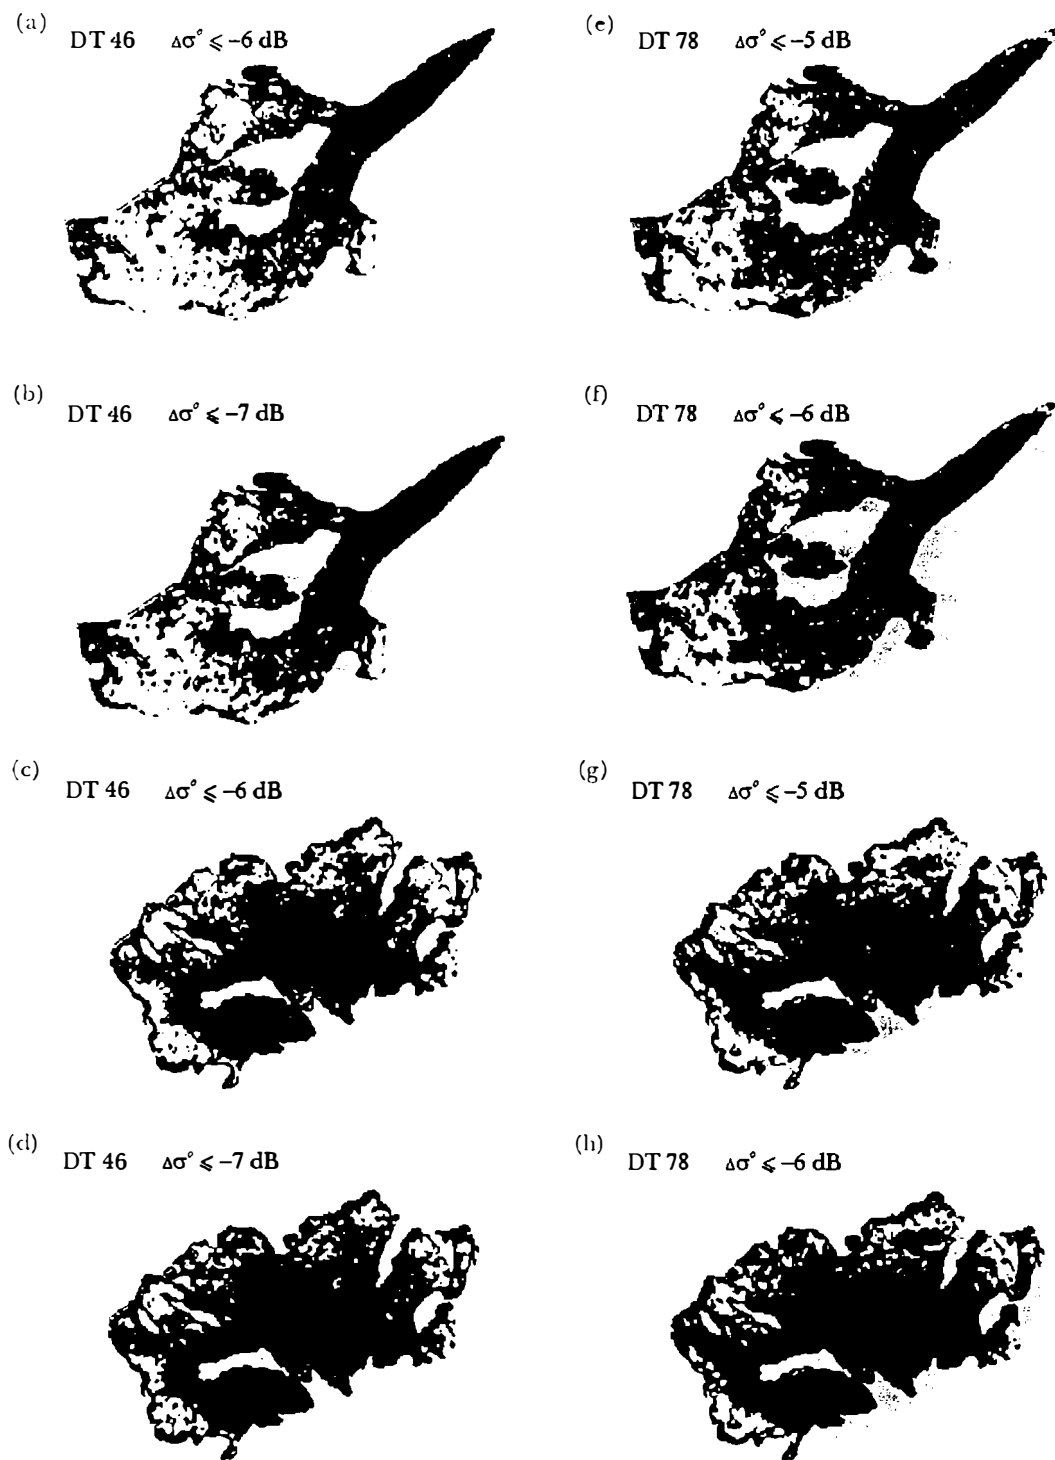 (a)
DT 46 Δσ° ⩽ −6 dB
(e)
DT 78 Δσ° ⩽ −5 dB
(b)
DT 46 Δσ° ⩽ −7 dB
(f)
DT 78 Δσ° ⩽ −6 dB
(c)
DT 46 Δσ° ⩽ −6 dB
(g)
DT 78 Δσ° ⩽ −5 dB
(d)
DT 46 Δσ° ⩽ −7 dB
(h)
DT 78 Δσ° ⩽ −6 dB